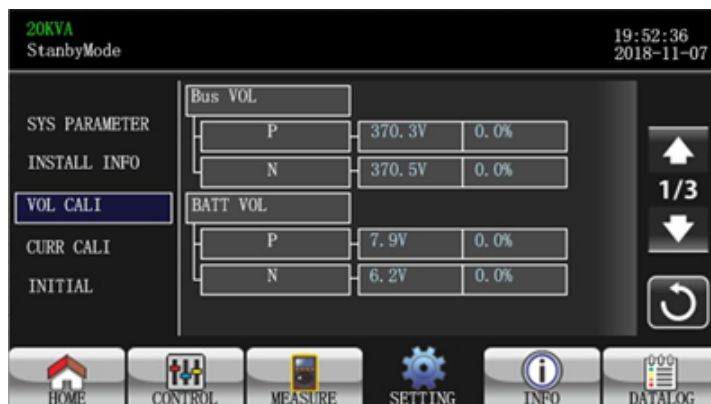 20KVA
StanbyMode
19:52:36
2018-11-07
SYS PARAMETER
INSTALL INFO
VOL CALI
CURR CALI
INITIAL
Bus VOL
P 370.3V 0.0%
N 370.5V 0.0%
BATT VOL
P 7.9V 0.0%
N 6.2V 0.0%
1/3
HOME CONTROL MEASURE SETTING INFO DATALOG